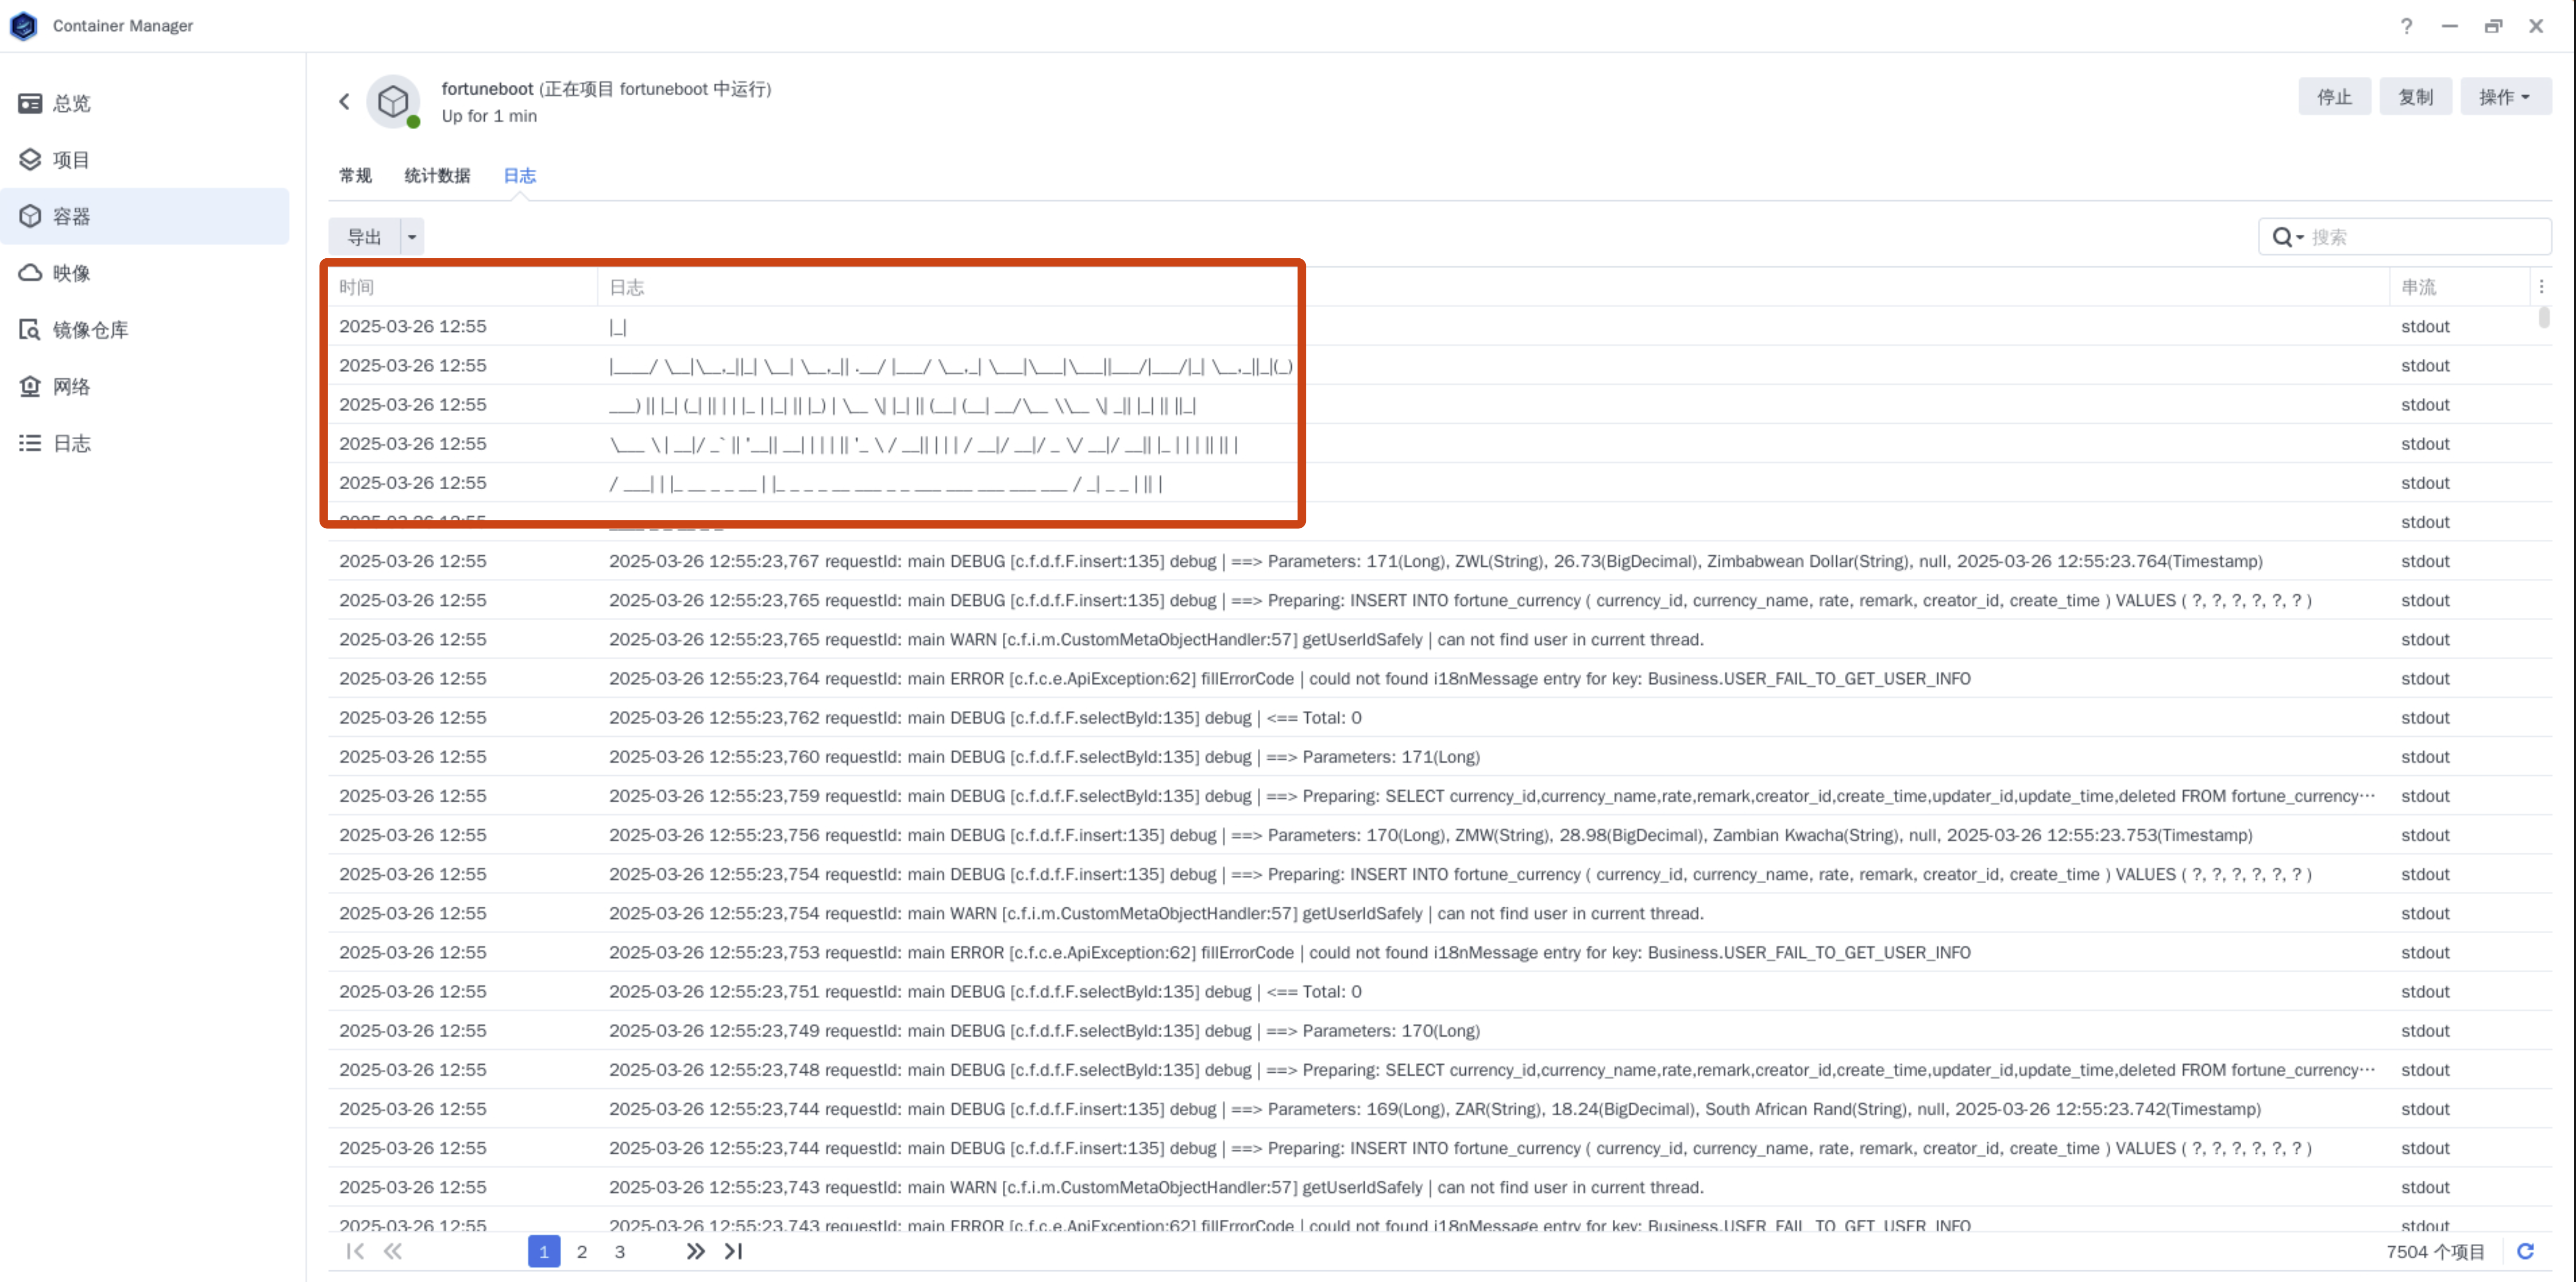 Container Manager
总览
项目
容器
映像
镜像仓库
网络
日志
fortuneboot (正在项目 fortuneboot 中运行)
Up for 1 min
停止 复制 操作
常规 统计数据 日志
导出
搜索
时间 日志 串流
2025-03-26 12:55 |_| stdout
2025-03-26 12:55 stdout
2025-03-26 12:55 stdout
2025-03-26 12:55 stdout
2025-03-26 12:55 stdout
2025-03-26 12:55 stdout
2025-03-26 12:55 2025-03-26 12:55:23,767 requestId: main DEBUG [c.f.d.f.F.insert:135] debug | ==> Parameters: 171(Long), ZWL(String), 26.73(BigDecimal), Zimbabwean Dollar(String), null, 2025-03-26 12:55:23.764(Timestamp) stdout
2025-03-26 12:55 2025-03-26 12:55:23,765 requestId: main DEBUG [c.f.d.f.F.insert:135] debug | ==> Preparing: INSERT INTO fortune_currency ( currency_id, currency_name, rate, remark, creator_id, create_time ) VALUES ( ?, ?, ?, ?, ?, ? ) stdout
2025-03-26 12:55 2025-03-26 12:55:23,765 requestId: main WARN [c.f.i.m.CustomMetaObjectHandler:57] getUserIdSafely | can not find user in current thread. stdout
2025-03-26 12:55 2025-03-26 12:55:23,764 requestId: main ERROR [c.f.c.e.ApiException:62] fillErrorCode | could not found i18nMessage entry for key: Business.USER_FAIL_TO_GET_USER_INFO stdout
2025-03-26 12:55 2025-03-26 12:55:23,762 requestId: main DEBUG [c.f.d.f.F.selectById:135] debug | <== Total: 0 stdout
2025-03-26 12:55 2025-03-26 12:55:23,760 requestId: main DEBUG [c.f.d.f.F.selectById:135] debug | ==> Parameters: 171(Long) stdout
2025-03-26 12:55 2025-03-26 12:55:23,759 requestId: main DEBUG [c.f.d.f.F.selectById:135] debug | ==> Preparing: SELECT currency_id,currency_name,rate,remark,creator_id,create_time,updater_id,update_time,deleted FROM fortune_currency··· stdout
2025-03-26 12:55 2025-03-26 12:55:23,756 requestId: main DEBUG [c.f.d.f.F.insert:135] debug | ==> Parameters: 170(Long), ZMW(String), 28.98(BigDecimal), Zambian Kwacha(String), null, 2025-03-26 12:55:23.753(Timestamp) stdout
2025-03-26 12:55 2025-03-26 12:55:23,754 requestId: main DEBUG [c.f.d.f.F.insert:135] debug | ==> Preparing: INSERT INTO fortune_currency ( currency_id, currency_name, rate, remark, creator_id, create_time ) VALUES ( ?, ?, ?, ?, ?, ? ) stdout
2025-03-26 12:55 2025-03-26 12:55:23,754 requestId: main WARN [c.f.i.m.CustomMetaObjectHandler:57] getUserIdSafely | can not find user in current thread. stdout
2025-03-26 12:55 2025-03-26 12:55:23,753 requestId: main ERROR [c.f.c.e.ApiException:62] fillErrorCode | could not found i18nMessage entry for key: Business.USER_FAIL_TO_GET_USER_INFO stdout
2025-03-26 12:55 2025-03-26 12:55:23,751 requestId: main DEBUG [c.f.d.f.F.selectById:135] debug | <== Total: 0 stdout
2025-03-26 12:55 2025-03-26 12:55:23,749 requestId: main DEBUG [c.f.d.f.F.selectById:135] debug | ==> Parameters: 170(Long) stdout
2025-03-26 12:55 2025-03-26 12:55:23,748 requestId: main DEBUG [c.f.d.f.F.selectById:135] debug | ==> Preparing: SELECT currency_id,currency_name,rate,remark,creator_id,create_time,updater_id,update_time,deleted FROM fortune_currency··· stdout
2025-03-26 12:55 2025-03-26 12:55:23,744 requestId: main DEBUG [c.f.d.f.F.insert:135] debug | ==> Parameters: 169(Long), ZAR(String), 18.24(BigDecimal), South African Rand(String), null, 2025-03-26 12:55:23.742(Timestamp) stdout
2025-03-26 12:55 2025-03-26 12:55:23,744 requestId: main DEBUG [c.f.d.f.F.insert:135] debug | ==> Preparing: INSERT INTO fortune_currency ( currency_id, currency_name, rate, remark, creator_id, create_time ) VALUES ( ?, ?, ?, ?, ?, ? ) stdout
2025-03-26 12:55 2025-03-26 12:55:23,743 requestId: main WARN [c.f.i.m.CustomMetaObjectHandler:57] getUserIdSafely | can not find user in current thread. stdout
2025-03-26 12:55 2025-03-26 12:55:23,743 requestId: main ERROR [c.f.c.e.ApiException:62] fillErrorCode | could not found i18nMessage entry for key: Business.USER_FAIL_TO_GET_USER_INFO stdout
1 2 3
7504 个项目